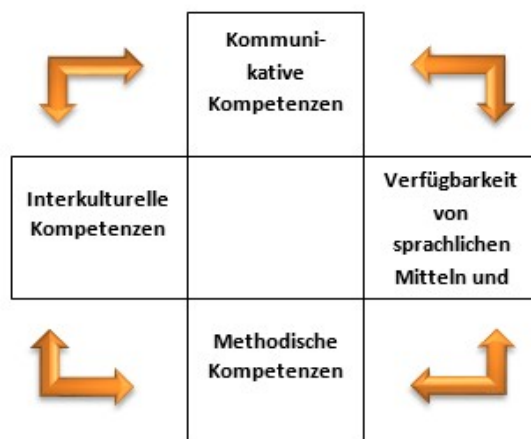 Kommuni-
kative
Kompetenzen
Interkulturelle
Kompetenzen
Verfügbarkeit
von
sprachlichen
Mitteln und
Methodische
Kompetenzen